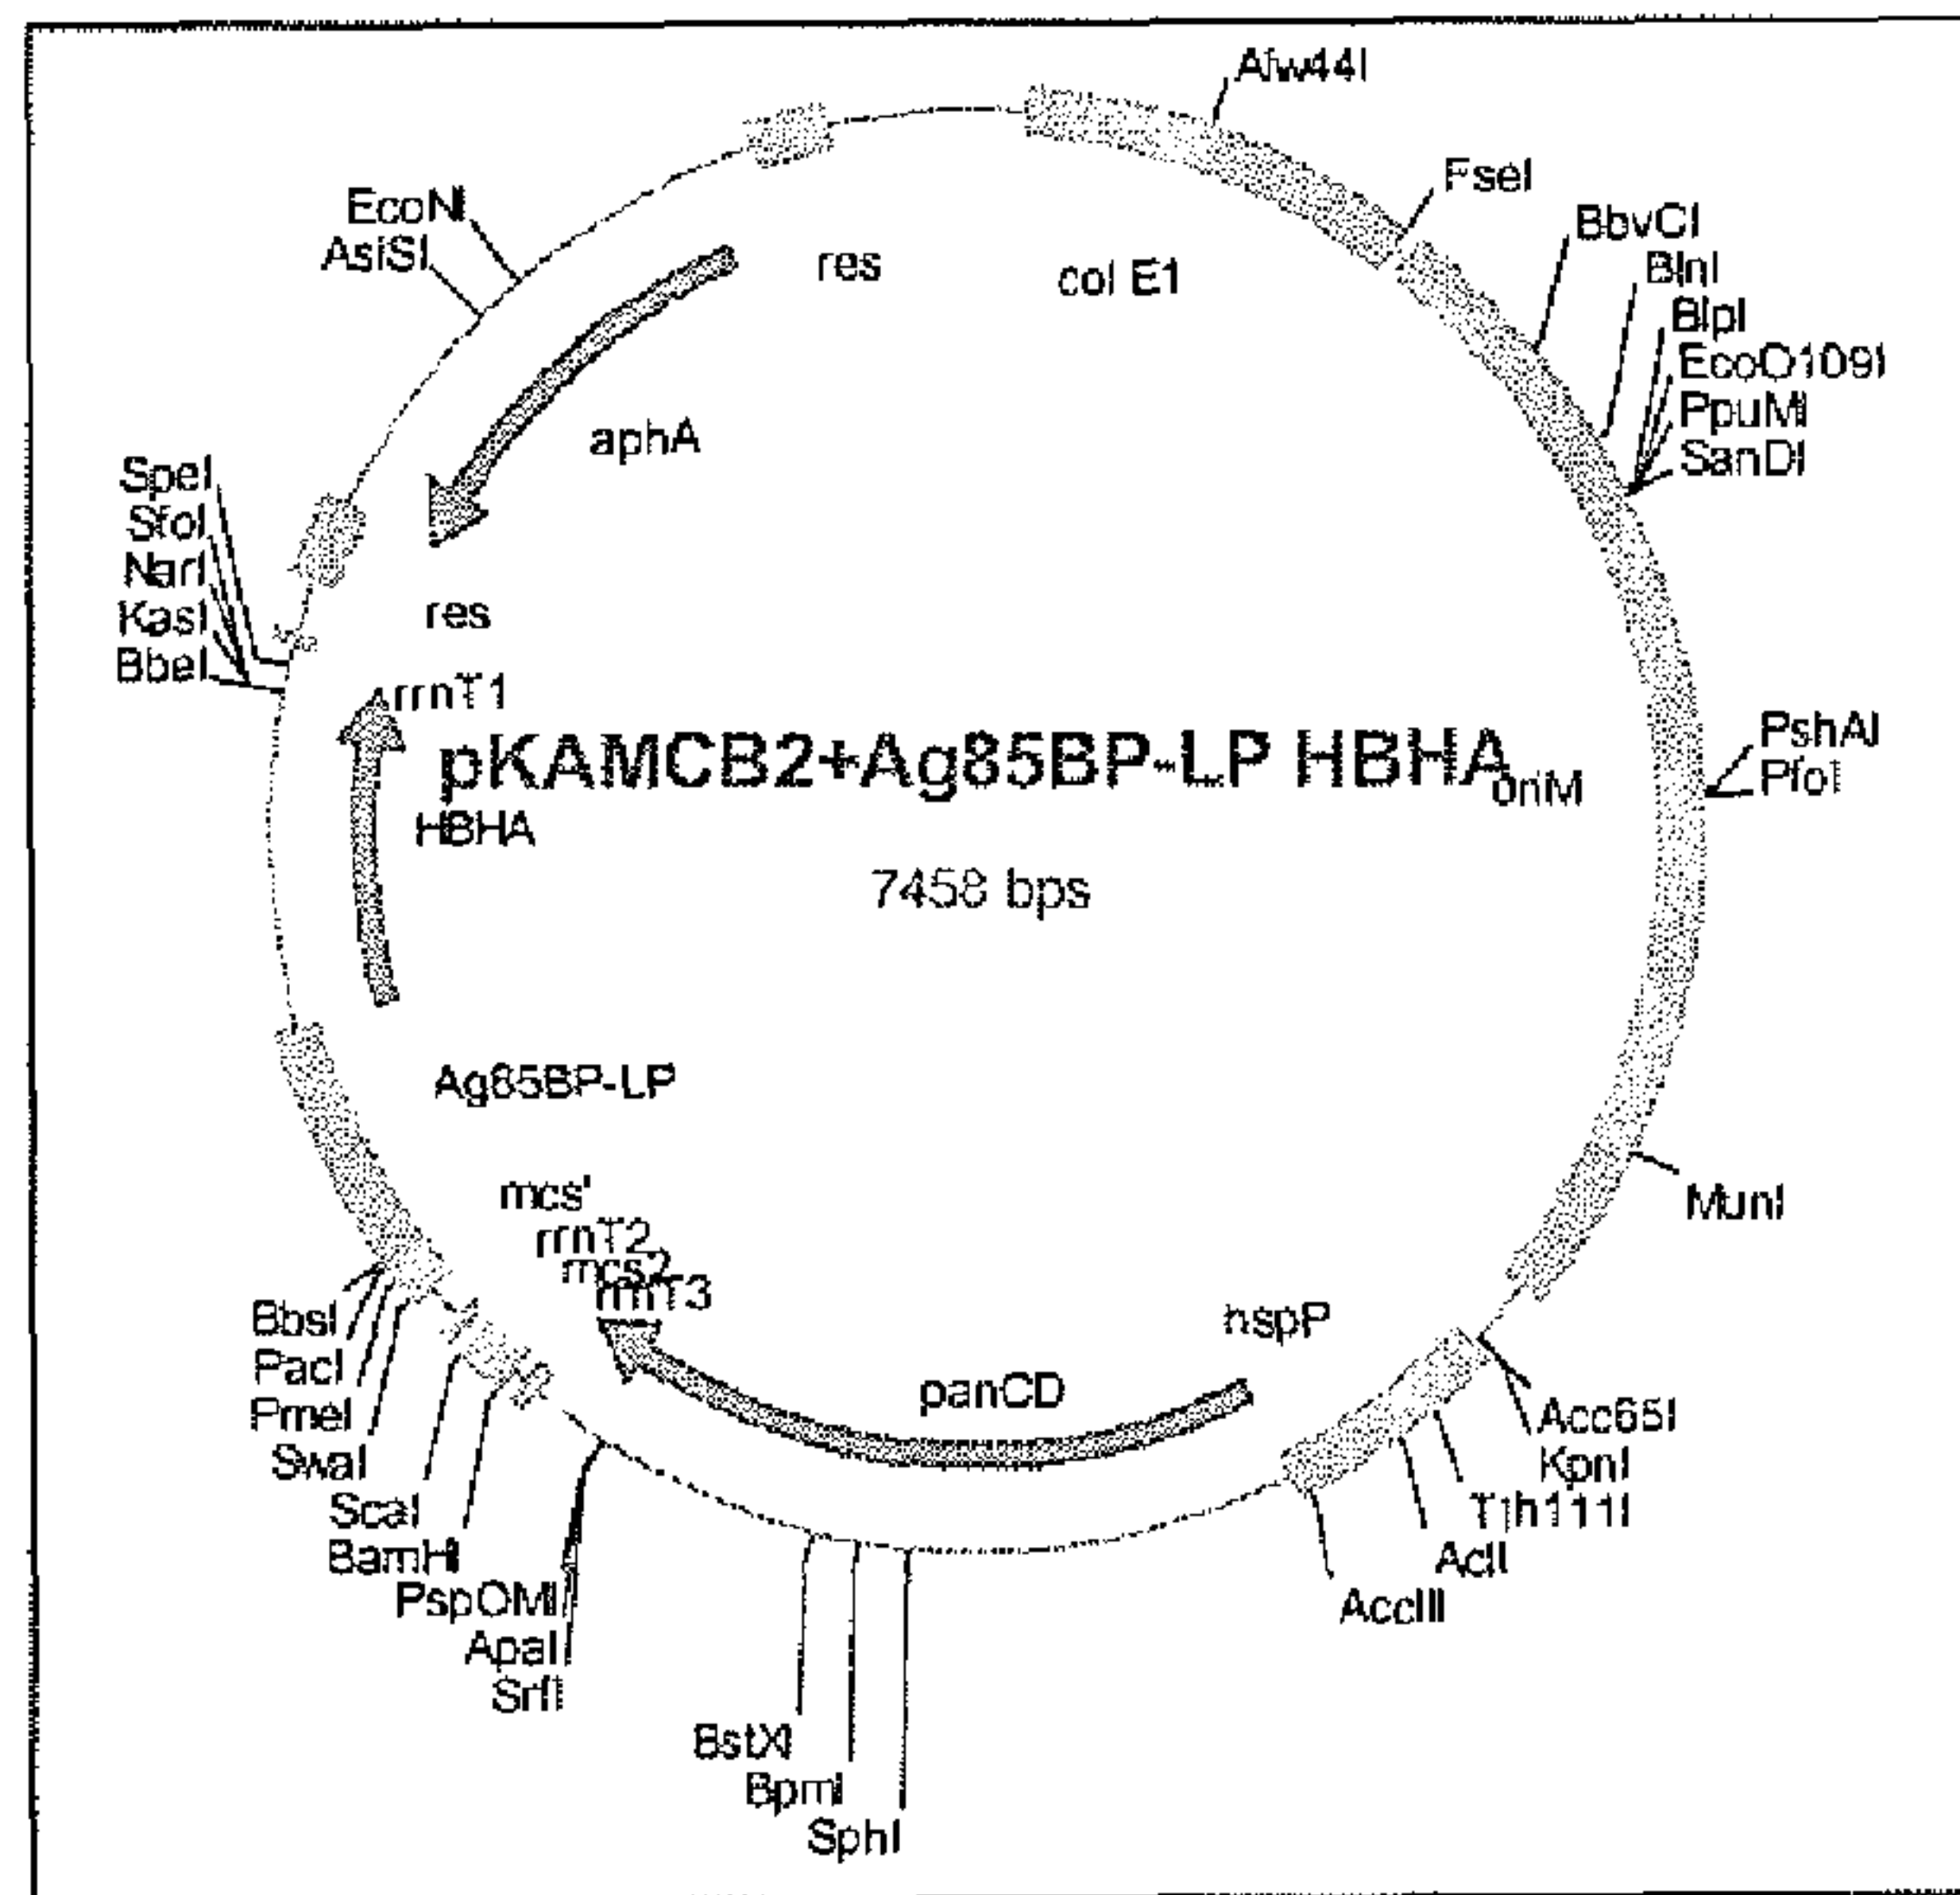 Alw44I
FseI
BbvCI
BlnI
BlpI
EcoO109I
PpuMI
SanDI
EcoNI
AsiSI
res
col E1
aphA
SpeI
SfoI
NarI
KasI
BbeI
res
rrnT1
pKAMCB2+Ag85BP-LP HBHA
oriM
PshAI
PfoI
HBHA
7458 bps
Ag85BP-LP
mcs'
rrnT2
mcs2
rrnT3
MunI
hspP
panCD
BbsI
PacI
PmeI
SwaI
ScaI
BamHI
PspOMI
ApaI
SrfI
Acc65I
KpnI
Tth111I
AclI
AccIII
BstXI
BpmI
SphI